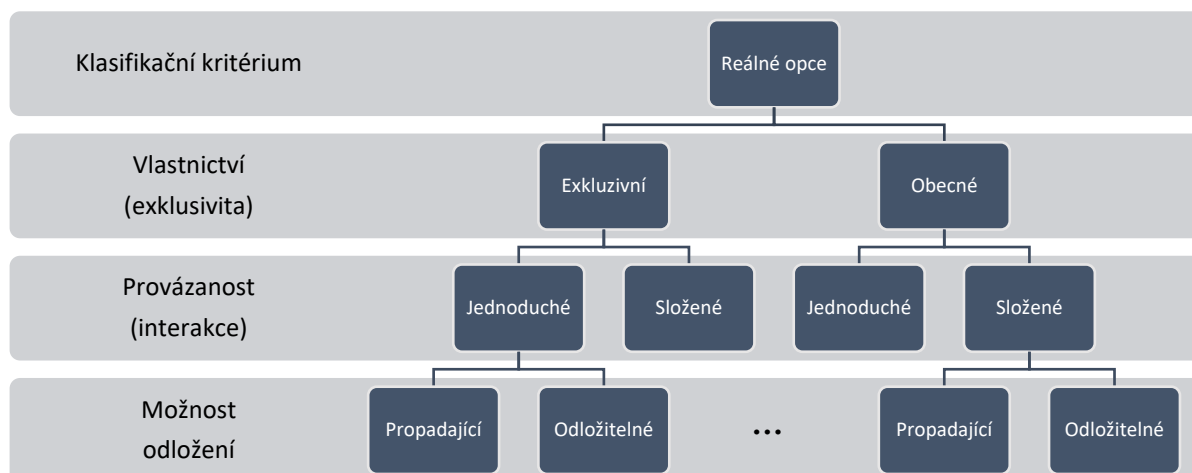 Klasifikační kritérium
Reálné opce
Vlastnictví
(exklusivita)
Exkluzivní
Obecné
Provázanost
(interakce)
Jednoduché
Složené
Jednoduché
Složené
Možnost
odložení
Propadající
Odložitelné
...
Propadající
Odložitelné